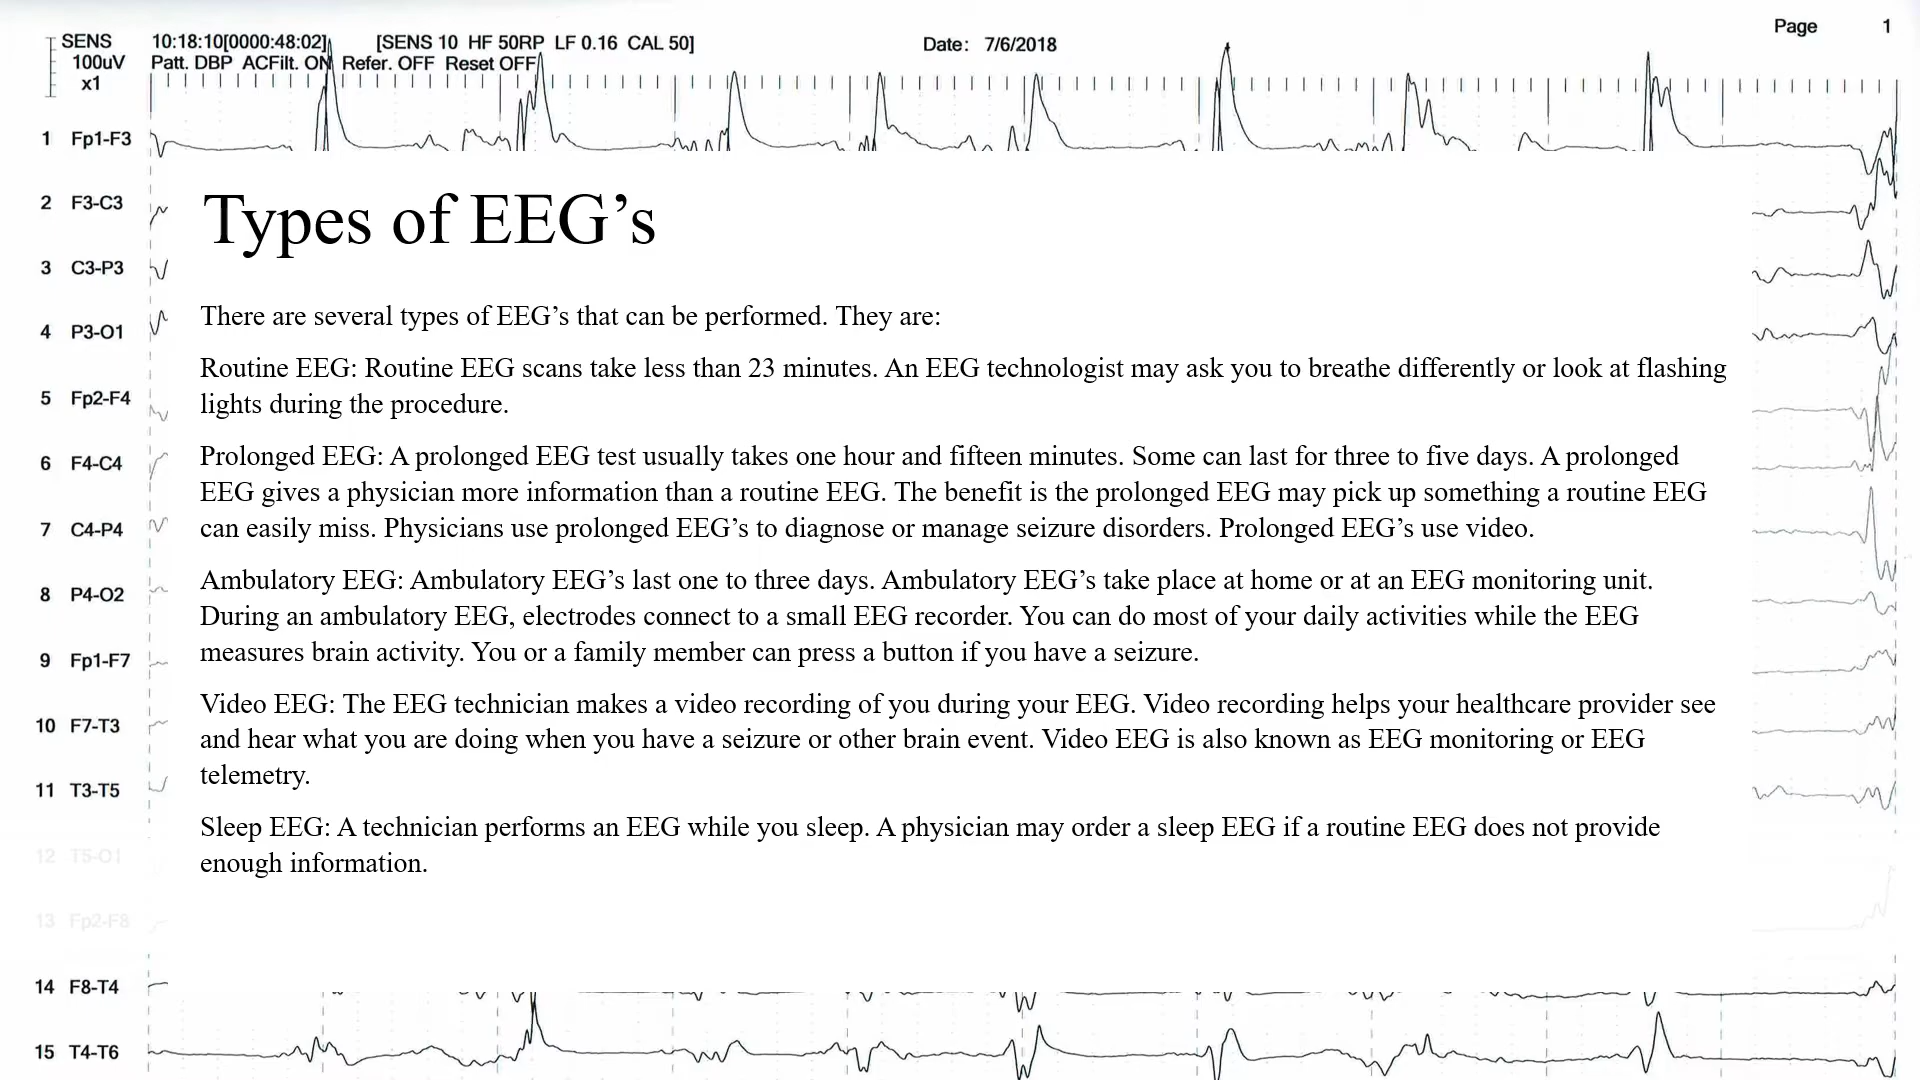 Page 1
SENS 10:18:10[0000:48:02] [SENS 10 HF 50RP LF 0.16 CAL 50] Date: 7/6/2018
100uV Patt. DBP ACFilt. ON Refer. OFF Reset OFF
x1
1 Fp1-F3
2 F3-C3
3 C3-P3
4 P3-O1
5 Fp2-F4
6 F4-C4
7 C4-P4
8 P4-O2
9 Fp1-F7
10 F7-T3
11 T3-T5
12 T5-O1
13 Fp2-F8
14 F8-T4
15 T4-T6
Types of EEG’s
There are several types of EEG’s that can be performed. They are:
Routine EEG: Routine EEG scans take less than 23 minutes. An EEG technologist may ask you to breathe differently or look at flashing
lights during the procedure.
Prolonged EEG: A prolonged EEG test usually takes one hour and fifteen minutes. Some can last for three to five days. A prolonged
EEG gives a physician more information than a routine EEG. The benefit is the prolonged EEG may pick up something a routine EEG
can easily miss. Physicians use prolonged EEG’s to diagnose or manage seizure disorders. Prolonged EEG’s use video.
Ambulatory EEG: Ambulatory EEG’s last one to three days. Ambulatory EEG’s take place at home or at an EEG monitoring unit.
During an ambulatory EEG, electrodes connect to a small EEG recorder. You can do most of your daily activities while the EEG
measures brain activity. You or a family member can press a button if you have a seizure.
Video EEG: The EEG technician makes a video recording of you during your EEG. Video recording helps your healthcare provider see
and hear what you are doing when you have a seizure or other brain event. Video EEG is also known as EEG monitoring or EEG
telemetry.
Sleep EEG: A technician performs an EEG while you sleep. A physician may order a sleep EEG if a routine EEG does not provide
enough information.